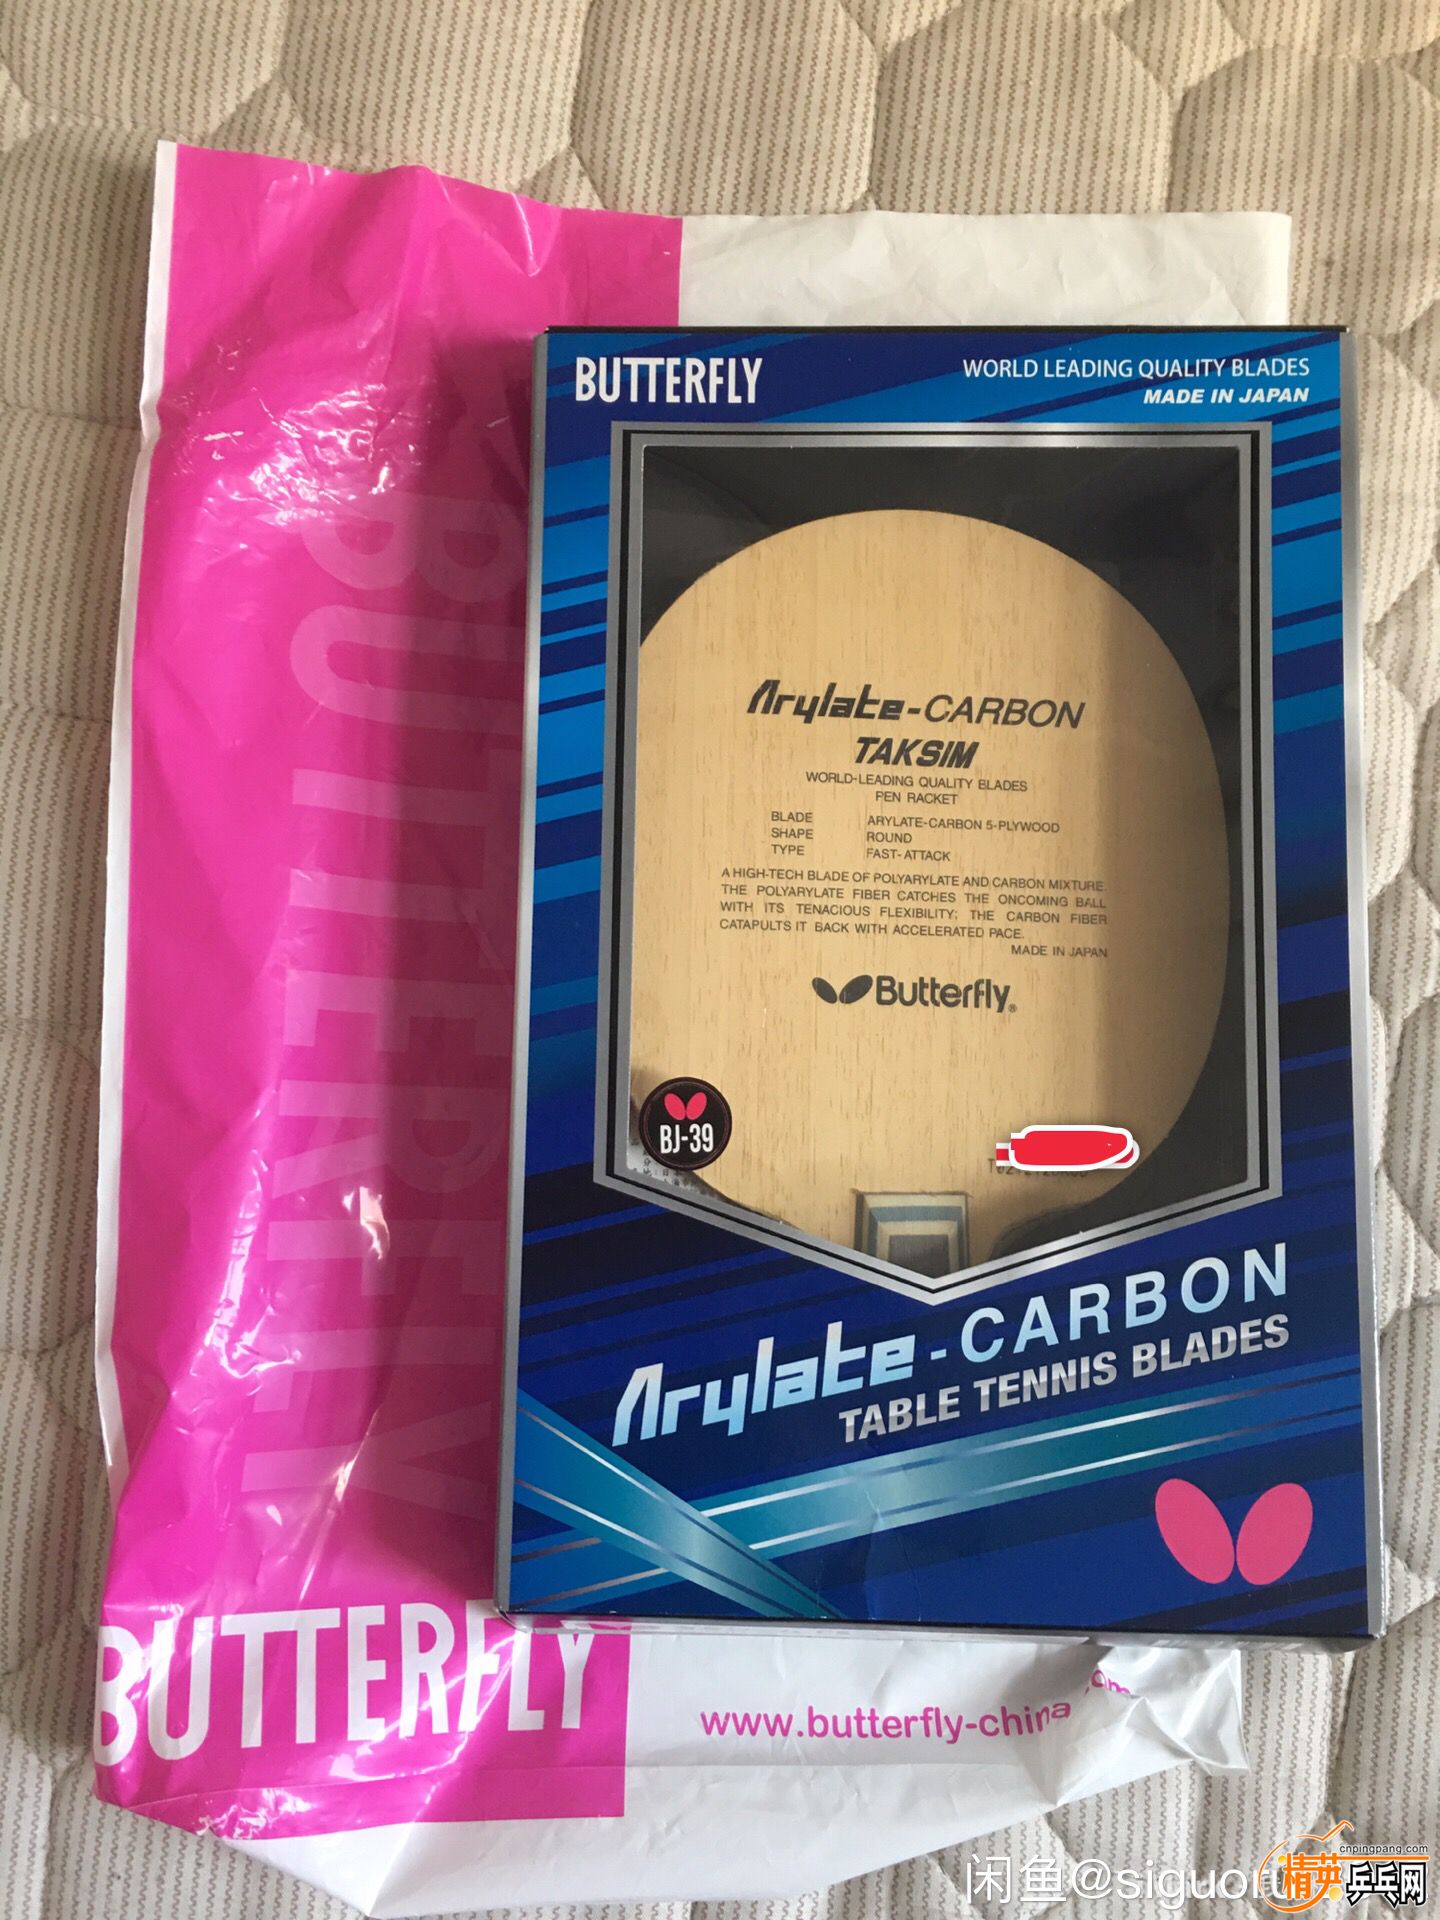 BUTTERFLY
WORLD LEADING QUALITY BLADES
MADE IN JAPAN
BUTTERFLY
Arylate-CARBON
TAKSIM
WORLD-LEADING QUALITY BLADES
PEN RACKET
BLADE ARYLATE-CARBON 5-PLYWOOD
SHAPE ROUND
TYPE FAST-ATTACK
A HIGH-TECH BLADE OF POLYARYLATE AND CARBON MIXTURE.
THE POLYARYLATE FIBER CATCHES THE ONCOMING BALL
WITH ITS TENACIOUS FLEXIBILITY; THE CARBON FIBER
CATAPULTS IT BACK WITH ACCELERATED PACE.
MADE IN JAPAN
Butterfly®
BJ-39
Arylate-CARBON
TABLE TENNIS BLADES
BUTTERFLY
www.butterfly-china.com
cnpingpang.com
闲鱼@siguoru
精英乒乓网